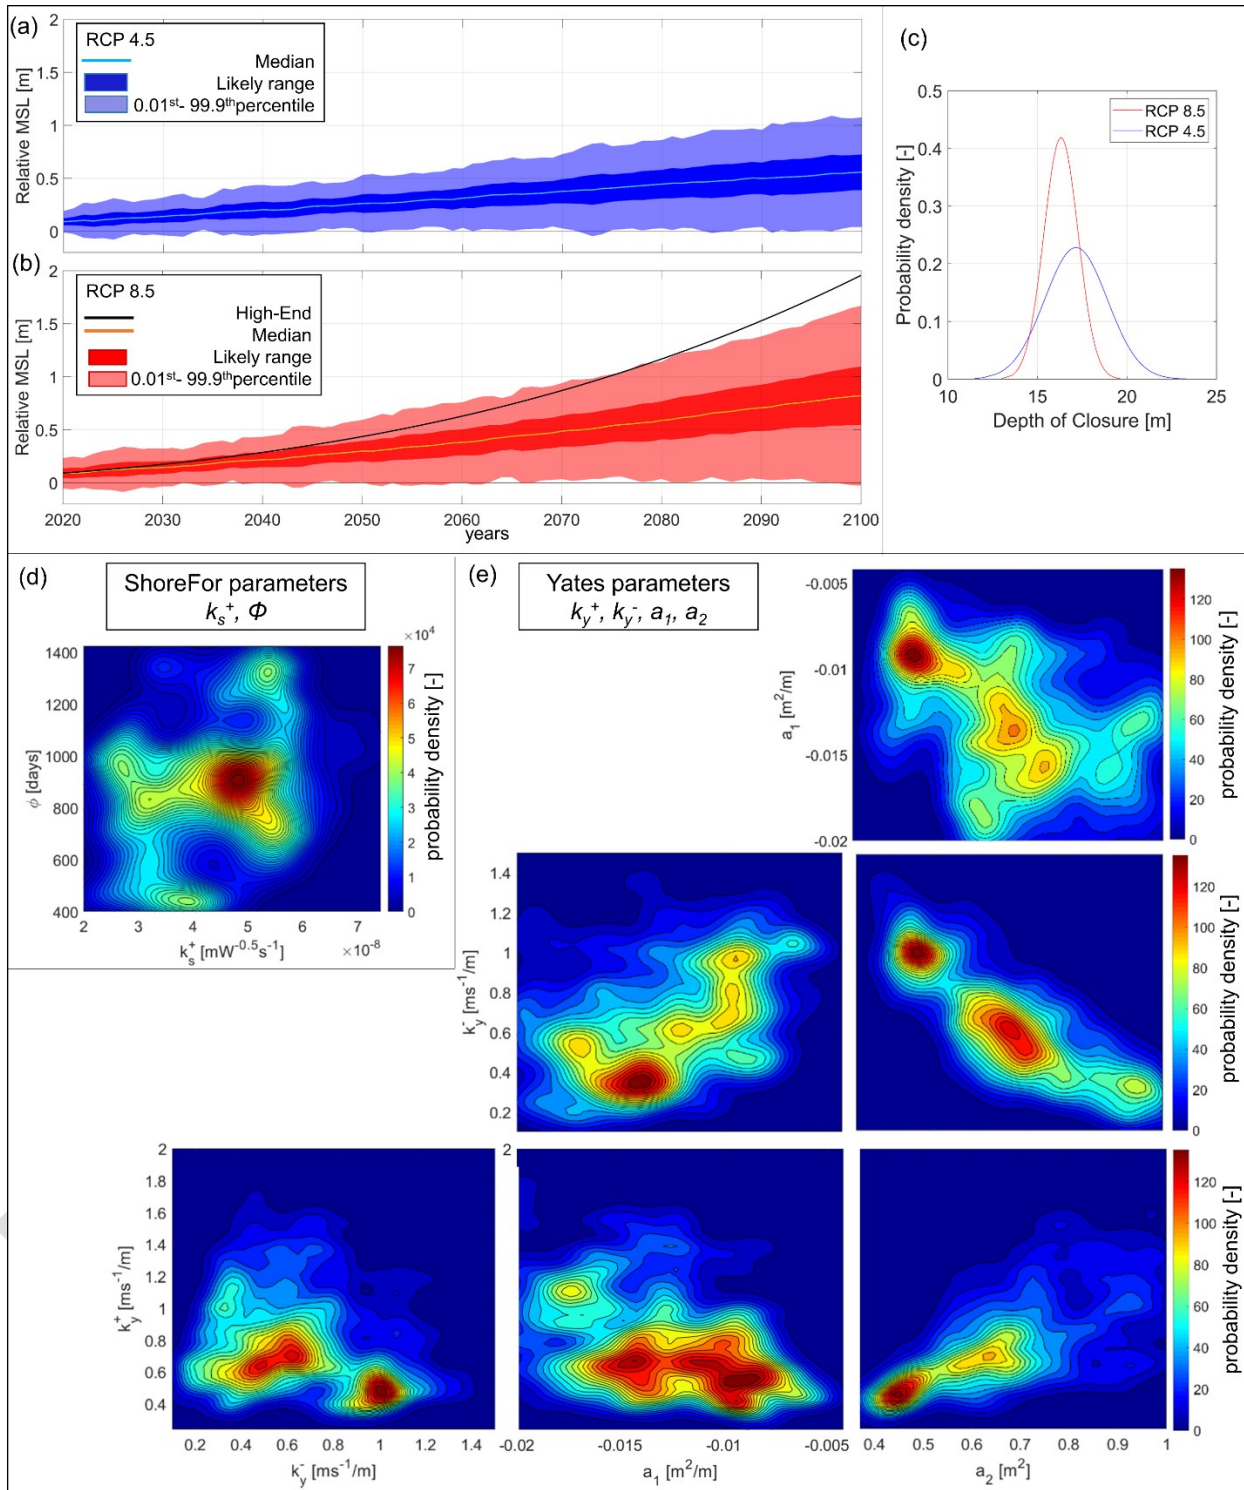 (a)
2
1.5
1
0.5
0
Relative MSL [m]
RCP 4.5
Median
Likely range
0.01st- 99.9th percentile
(b)
2
1.5
1
0.5
0
Relative MSL [m]
RCP 8.5
High-End
Median
Likely range
0.01st- 99.9th percentile
2020 2030 2040 2050 2060 2070 2080 2090 2100
years
(c)
0.5
0.4
0.3
0.2
0.1
0
Probability density [-]
RCP 8.5
RCP 4.5
10 15 20 25
Depth of Closure [m]
(d)
ShoreFor parameters
ks+, Φ
1400
1200
1000
800
600
400
ϕ [days]
2 3 4 5 6 7
ks+ [mW-0.5s-1]
×10-8
×104
7
6
5
4
3
2
1
0
probability density [-]
(e)
Yates parameters
ky+, ky-, a1, a2
-0.005
-0.01
-0.015
-0.02
a1 [m2/m]
120
100
80
60
40
20
0
probability density [-]
1.4
1.2
1
0.8
0.6
0.4
0.2
ky- [ms-1/m]
120
100
80
60
40
20
0
probability density [-]
2
1.8
1.6
1.4
1.2
1
0.8
0.6
0.4
ky+ [ms-1/m]
0.2 0.4 0.6 0.8 1 1.2 1.4
ky- [ms-1/m]
2
-0.02 -0.015 -0.01 -0.005
a1 [m2/m]
0.4 0.5 0.6 0.7 0.8 0.9 1
a2 [m2]
120
100
80
60
40
20
0
probability density [-]